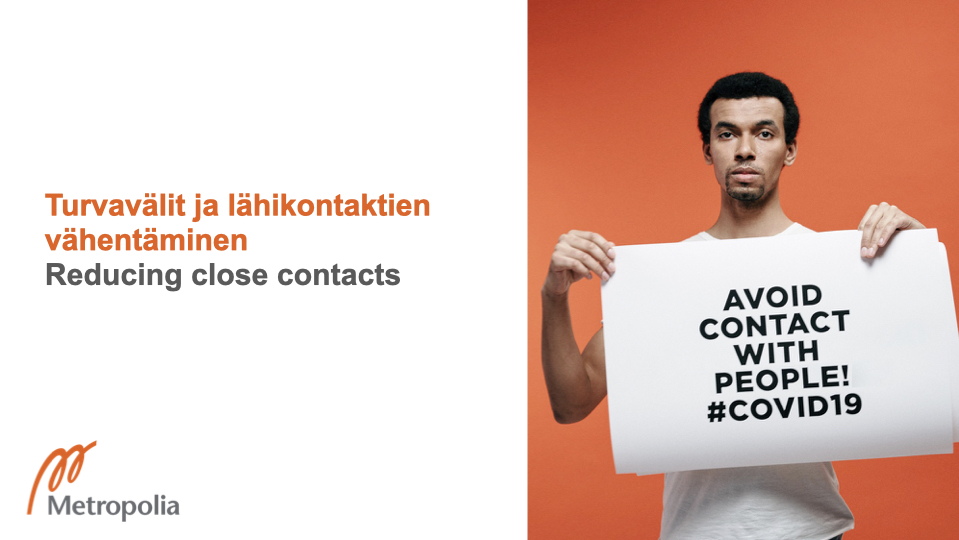 Turvavälit ja lähikontaktien
vähentäminen
Reducing close contacts
Metropolia
AVOID
CONTACT
WITH
PEOPLE!
#COVID19